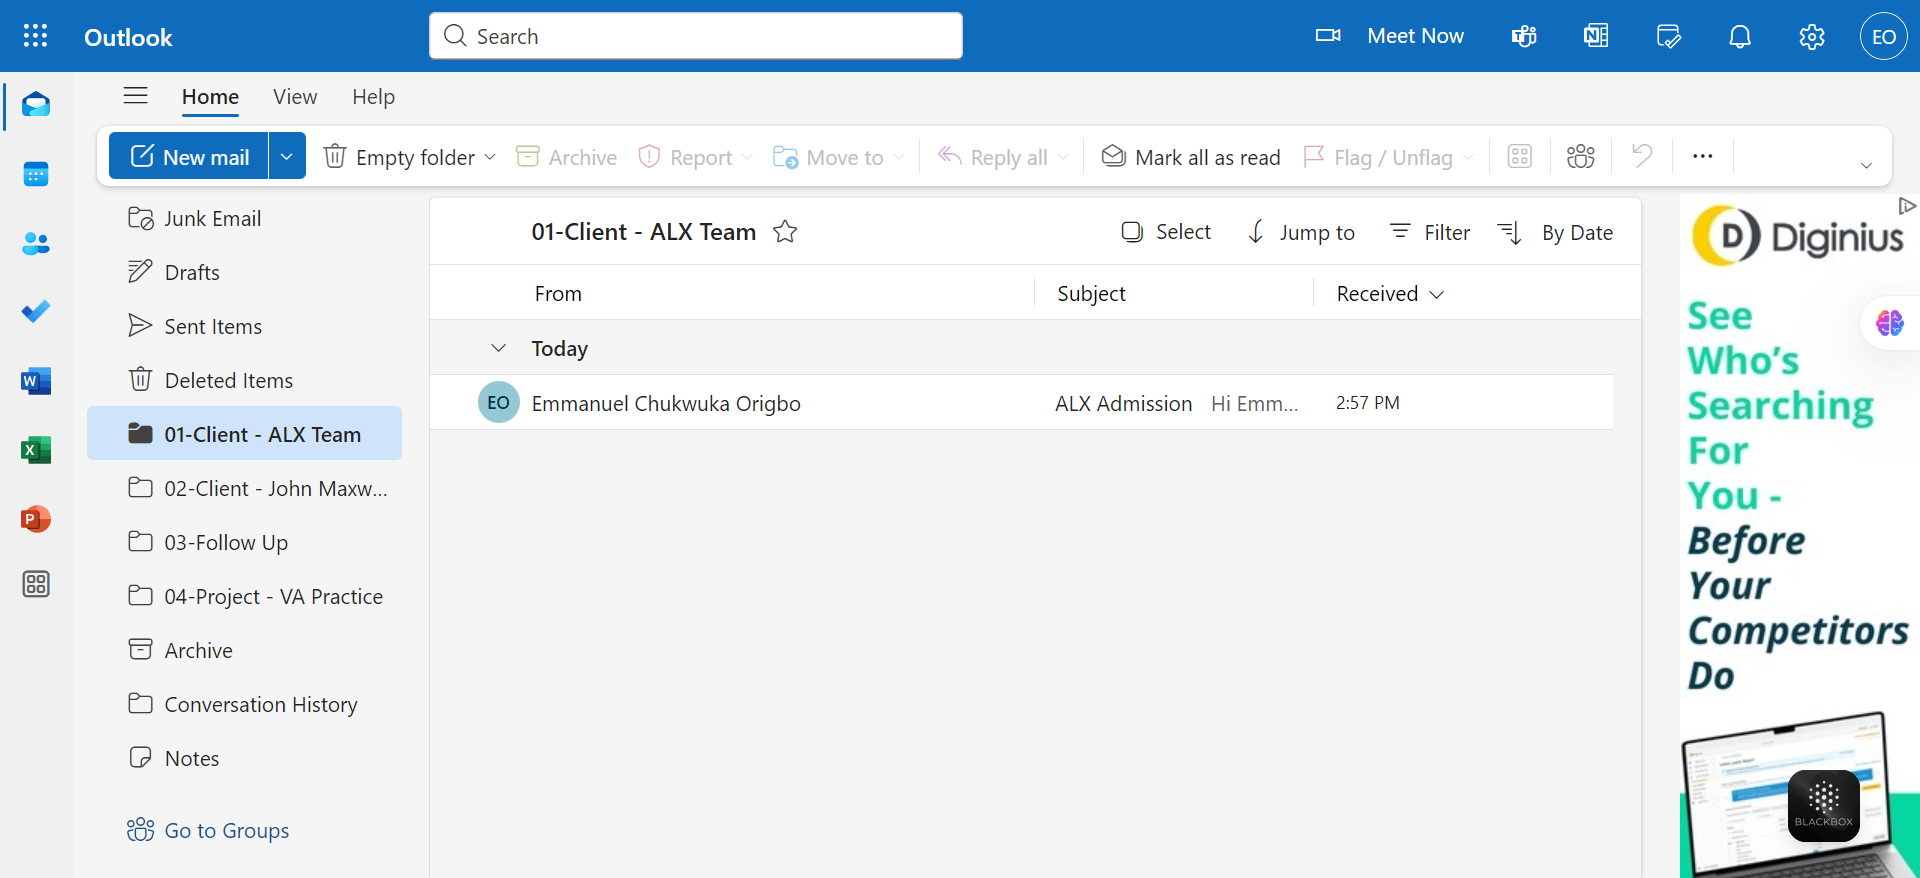 Outlook
Search
Meet Now
EO
Home View Help
New mail Empty folder Archive Report Move to Reply all Mark all as read Flag / Unflag
Junk Email
Drafts
Sent Items
Deleted Items
01-Client - ALX Team
02-Client - John Maxw...
03-Follow Up
04-Project - VA Practice
Archive
Conversation History
Notes
Go to Groups
01-Client - ALX Team
Select Jump to Filter By Date
From Subject Received
Today
EO Emmanuel Chukwuka Origbo ALX Admission Hi Emm... 2:57 PM
D Diginius
See
Who's
Searching
For
You -
Before
Your
Competitors
Do
BLACKBOX